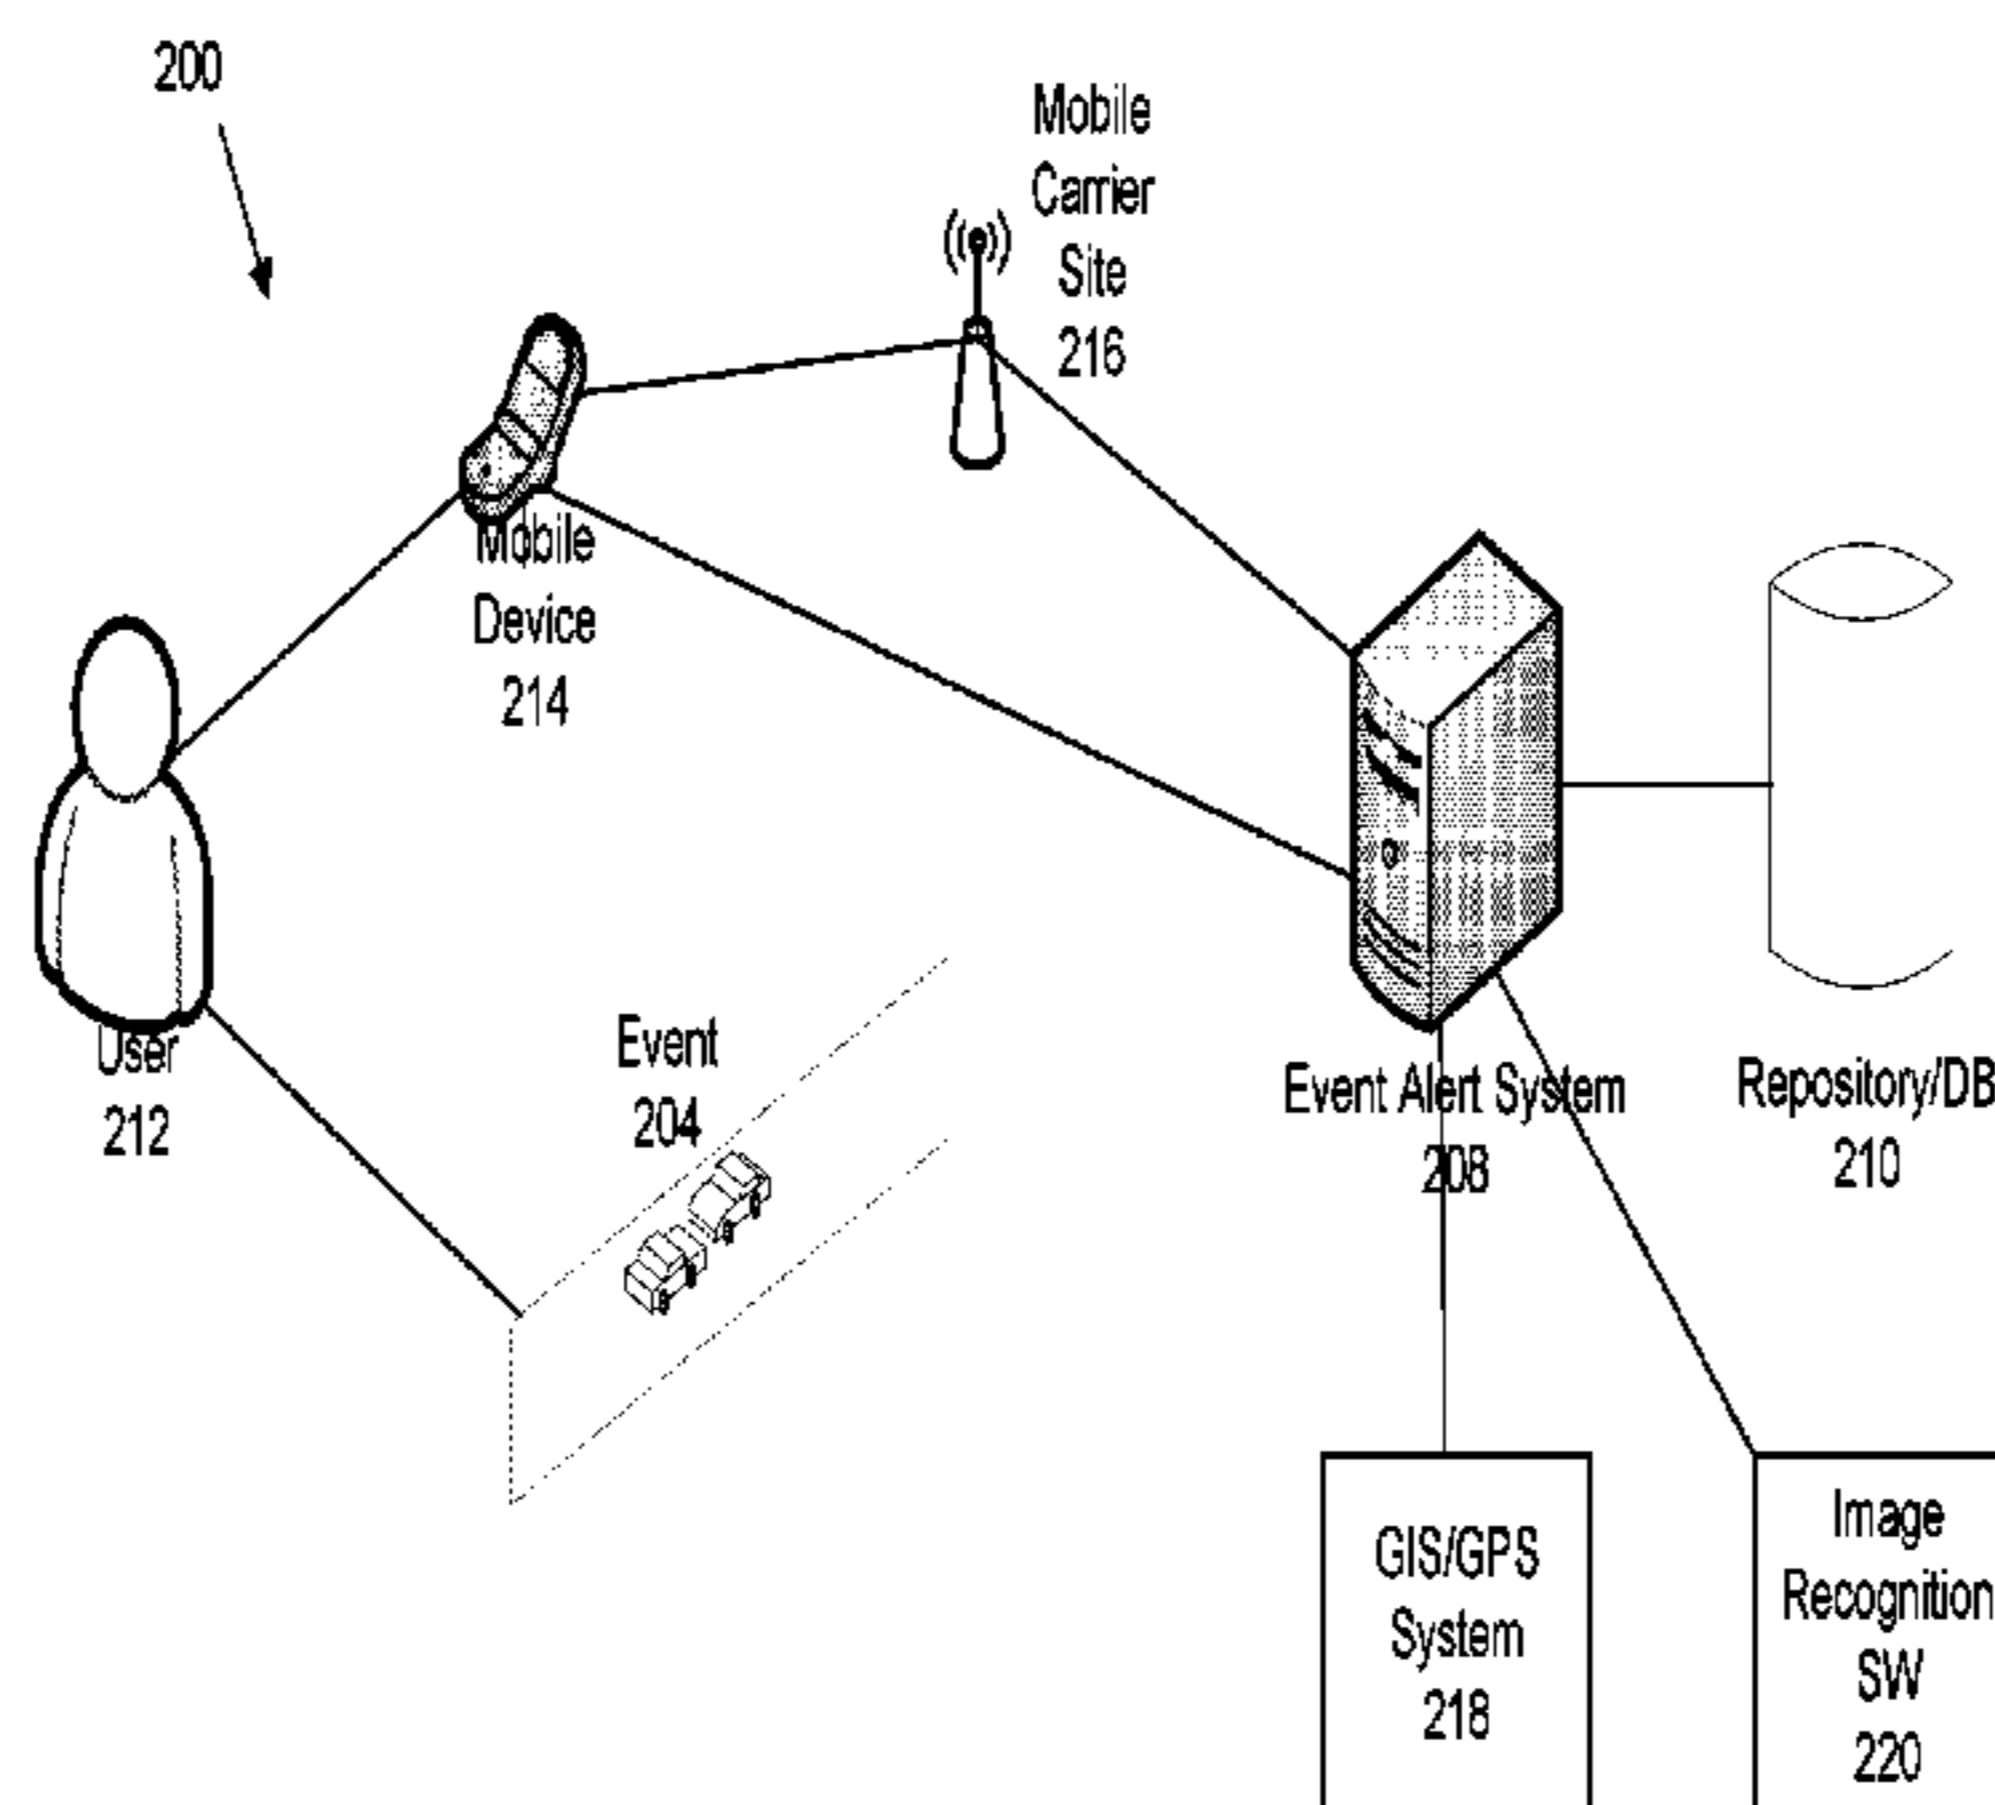 200
Mobile
Carrier
Site
216
Mobile
Device
214
User
212
Event
204
Event Alert System
208
Repository/DB
210
GIS/GPS
System
218
Image
Recognition
SW
220